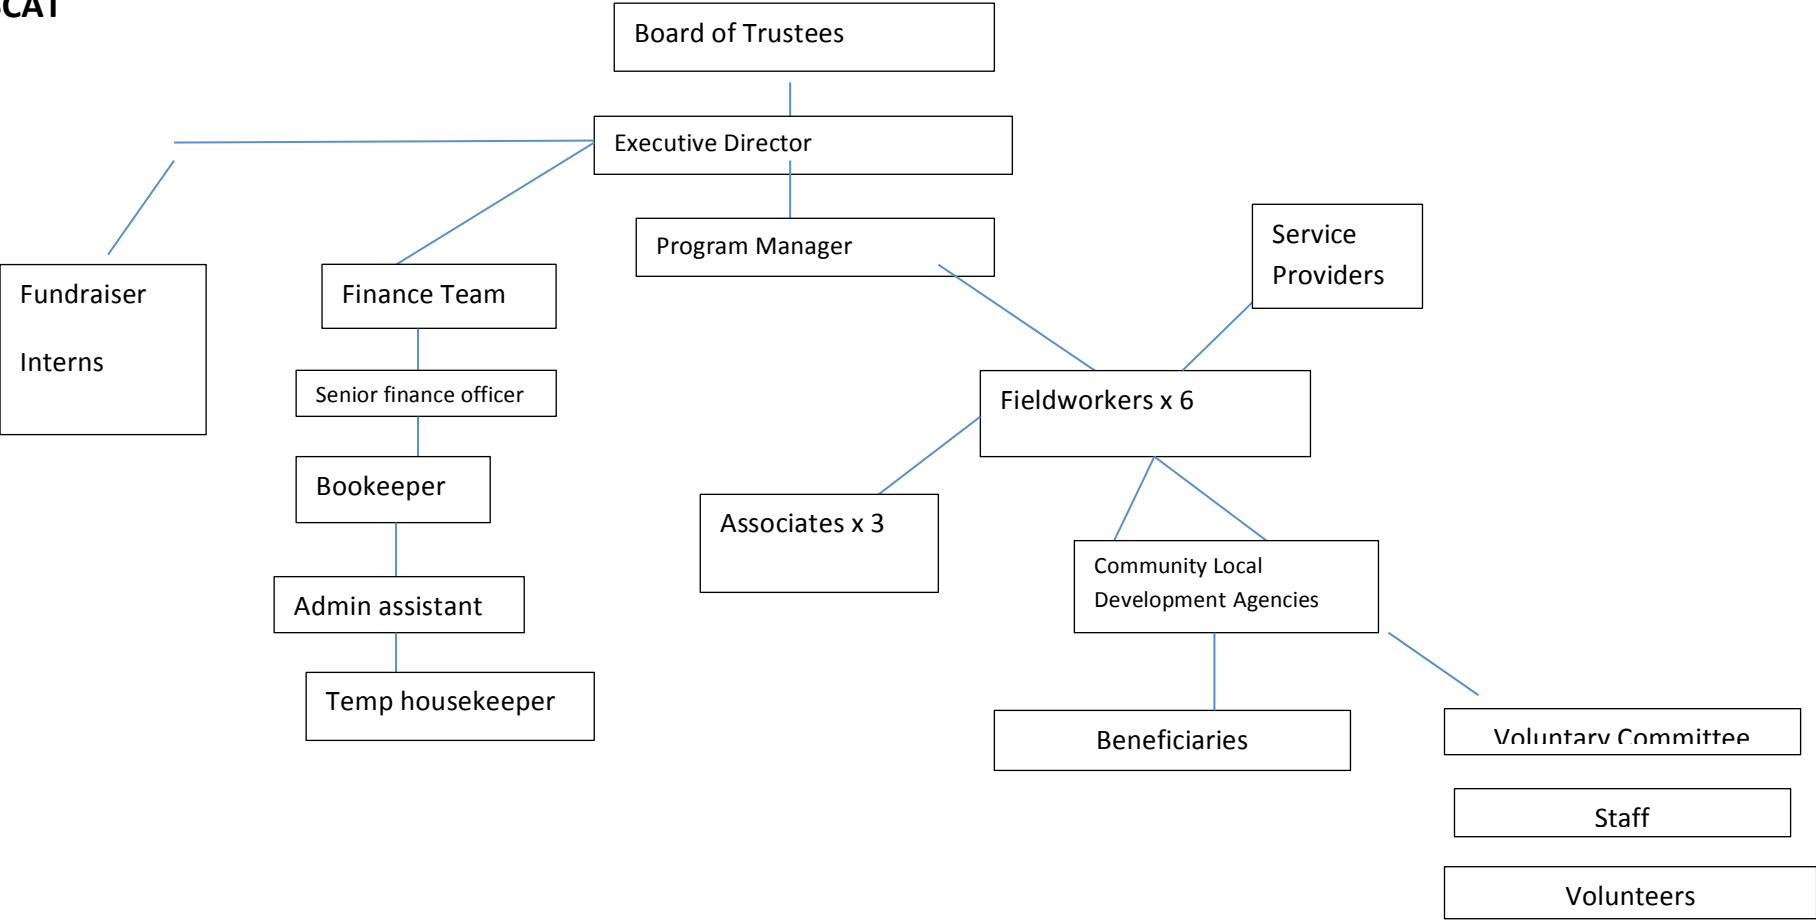 Board of Trustees
Executive Director
Program Manager
Service
Providers
Fundraiser
Interns
Finance Team
Senior finance officer
Fieldworkers x 6
Bookeeper
Associates x 3
Community Local
Development Agencies
Admin assistant
Temp housekeeper
Beneficiaries
Voluntary Committee
Staff
Volunteers